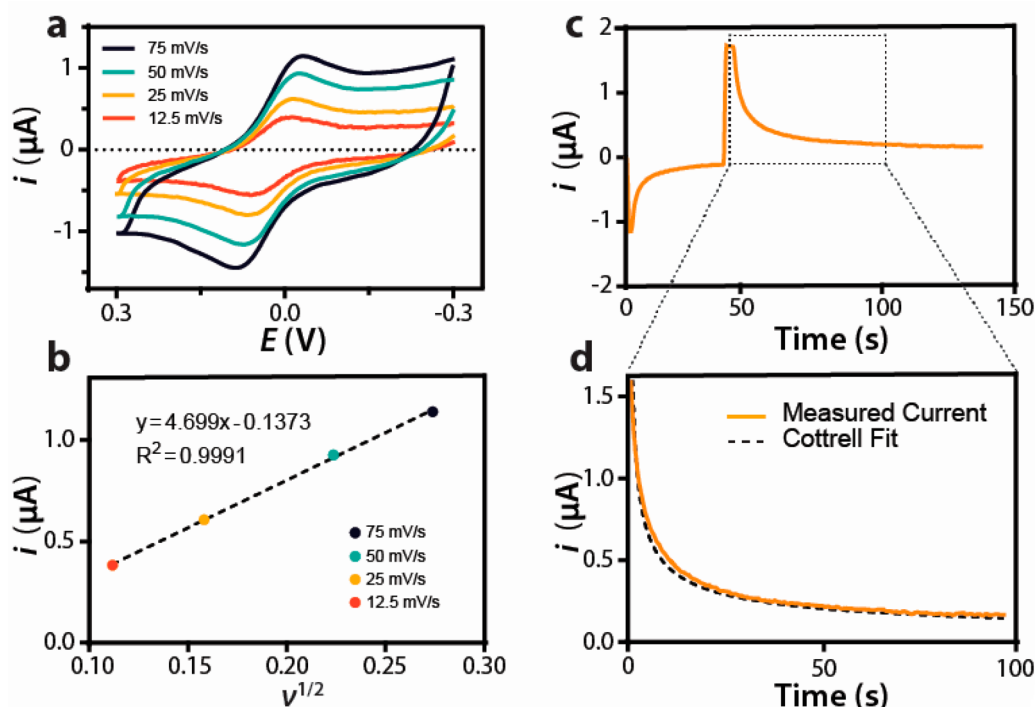 a
75 mV/s
50 mV/s
25 mV/s
12.5 mV/s
i (μA)
1
0
-1
0.3
0.0
-0.3
E (V)
c
i (μA)
2
1
0
-1
-2
0
50
100
150
Time (s)
b
y=4.699x-0.1373
R²=0.9991
i (μA)
1.0
0.5
0.0
75 mV/s
50 mV/s
25 mV/s
12.5 mV/s
0.10
0.15
0.20
0.25
0.30
ν¹/²
d
i (μA)
1.5
1.0
0.5
0.0
Measured Current
Cottrell Fit
0
50
100
Time (s)